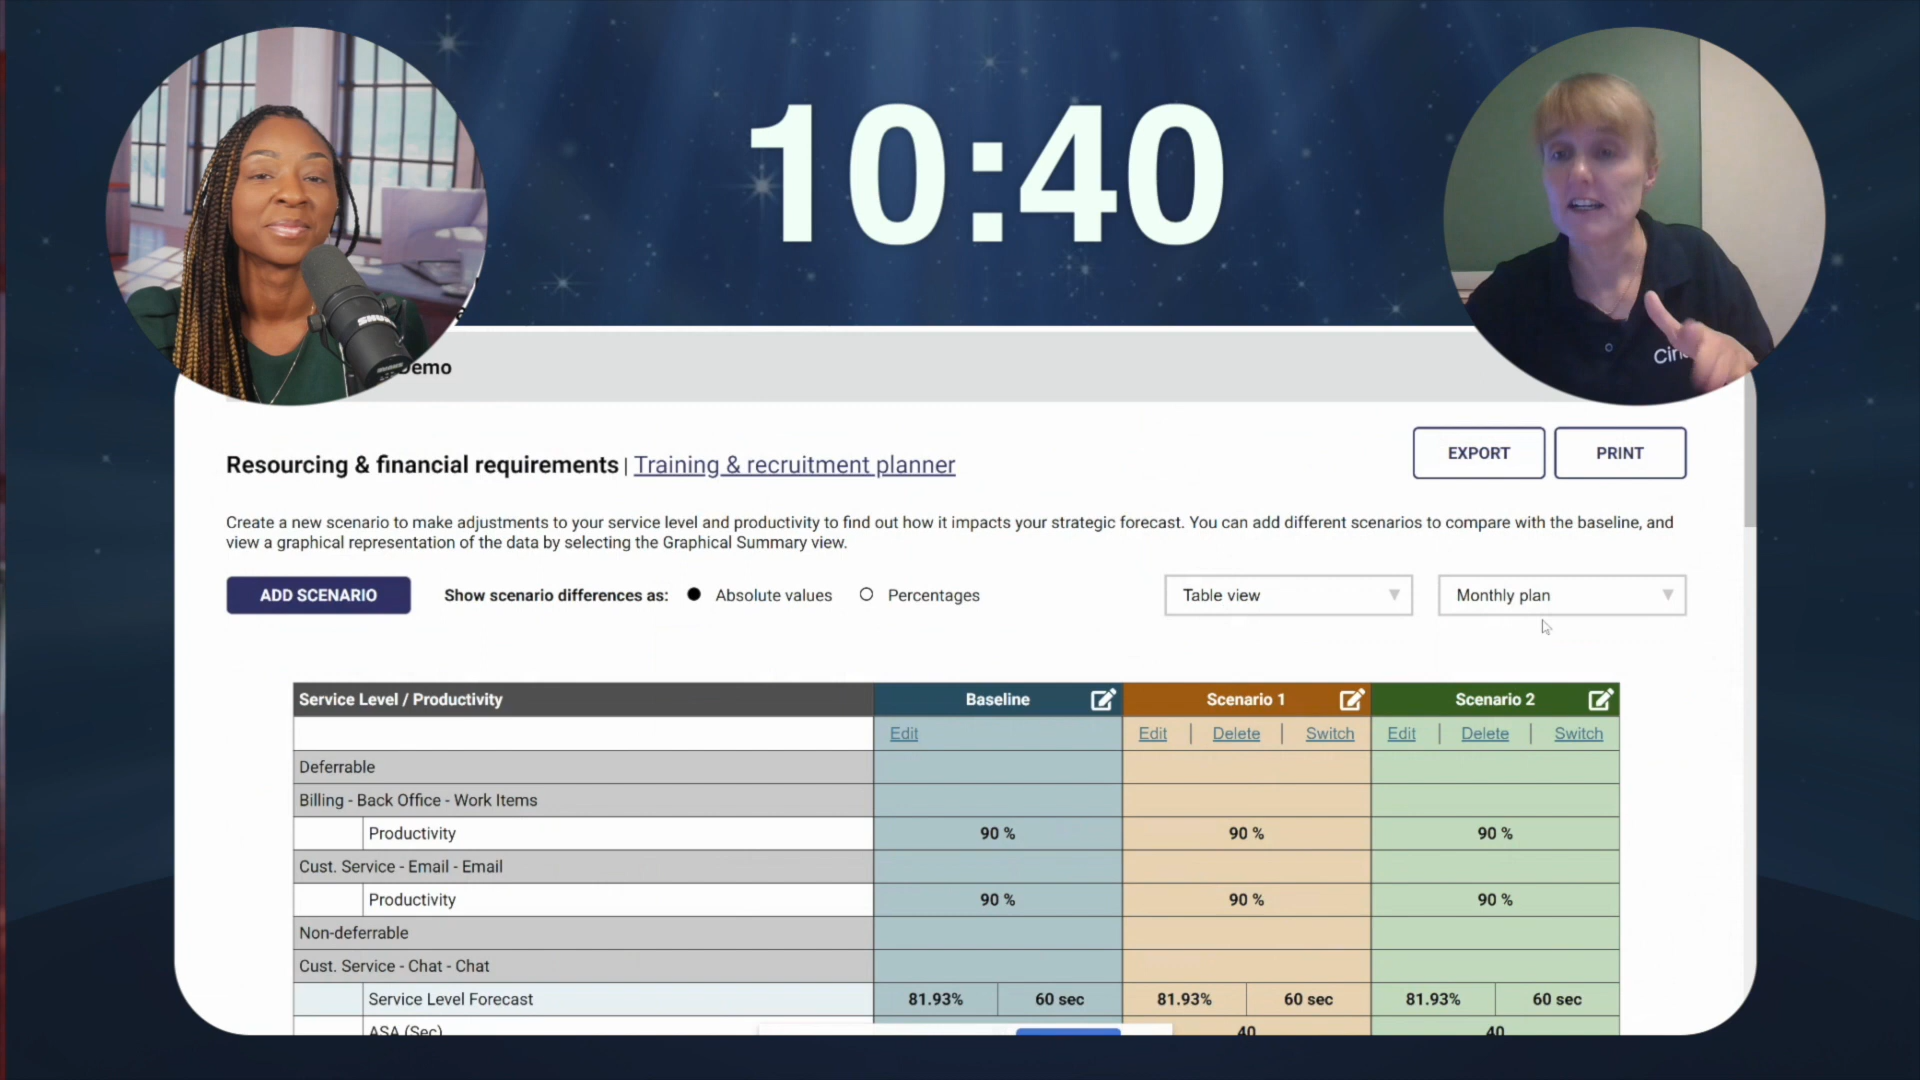 10:40
Demo
Resourcing & financial requirements | Training & recruitment planner
EXPORT
PRINT
Create a new scenario to make adjustments to your service level and productivity to find out how it impacts your strategic forecast. You can add different scenarios to compare with the baseline, and
view a graphical representation of the data by selecting the Graphical Summary view.
ADD SCENARIO
Show scenario differences as:
Absolute values
Percentages
Table view
Monthly plan
Service Level / Productivity
Baseline
Scenario 1
Scenario 2
Edit
Edit | Delete | Switch
Edit | Delete | Switch
Deferrable
Billing - Back Office - Work Items
Productivity
90 %
90 %
90 %
Cust. Service - Email - Email
Productivity
90 %
90 %
90 %
Non-deferrable
Cust. Service - Chat - Chat
Service Level Forecast
81.93%
60 sec
81.93%
60 sec
81.93%
60 sec
ASA (Sec)
40
40